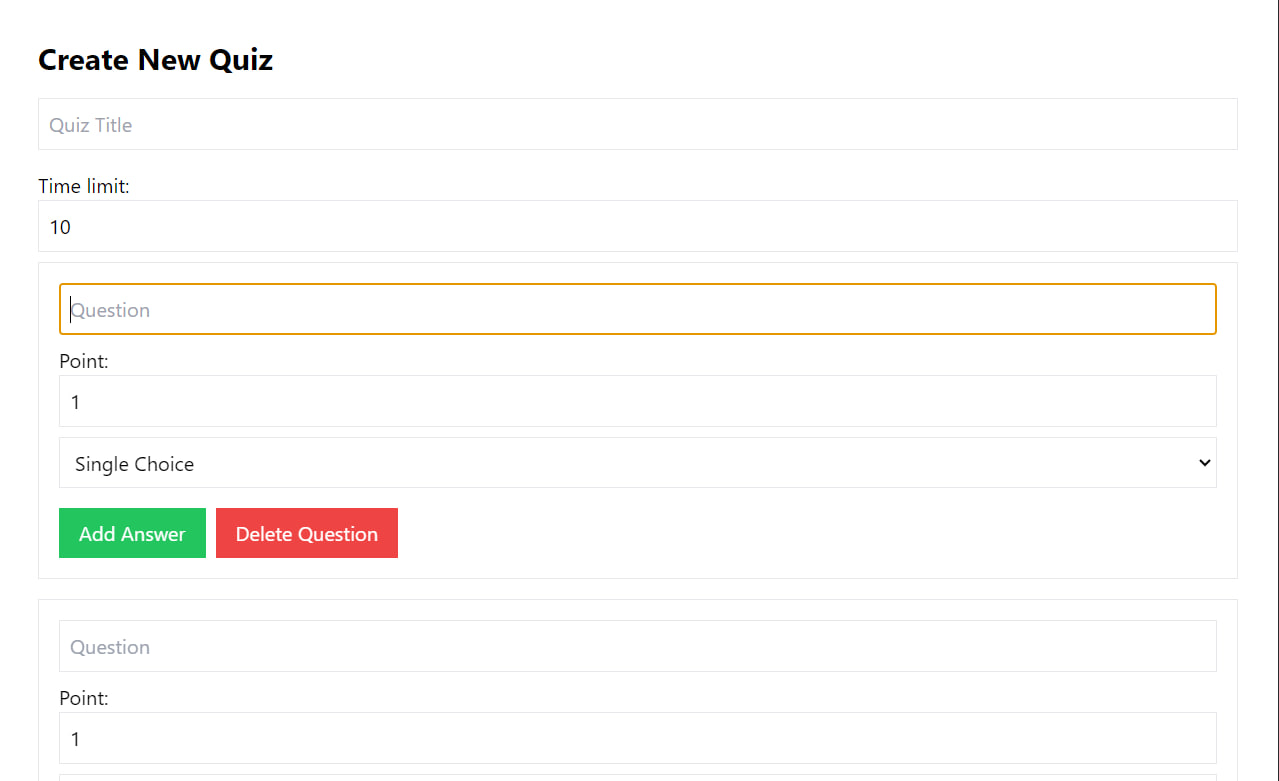 Create New Quiz
Quiz Title
Time limit:
10
Question
Point:
1
Single Choice
Add Answer Delete Question
Question
Point:
1